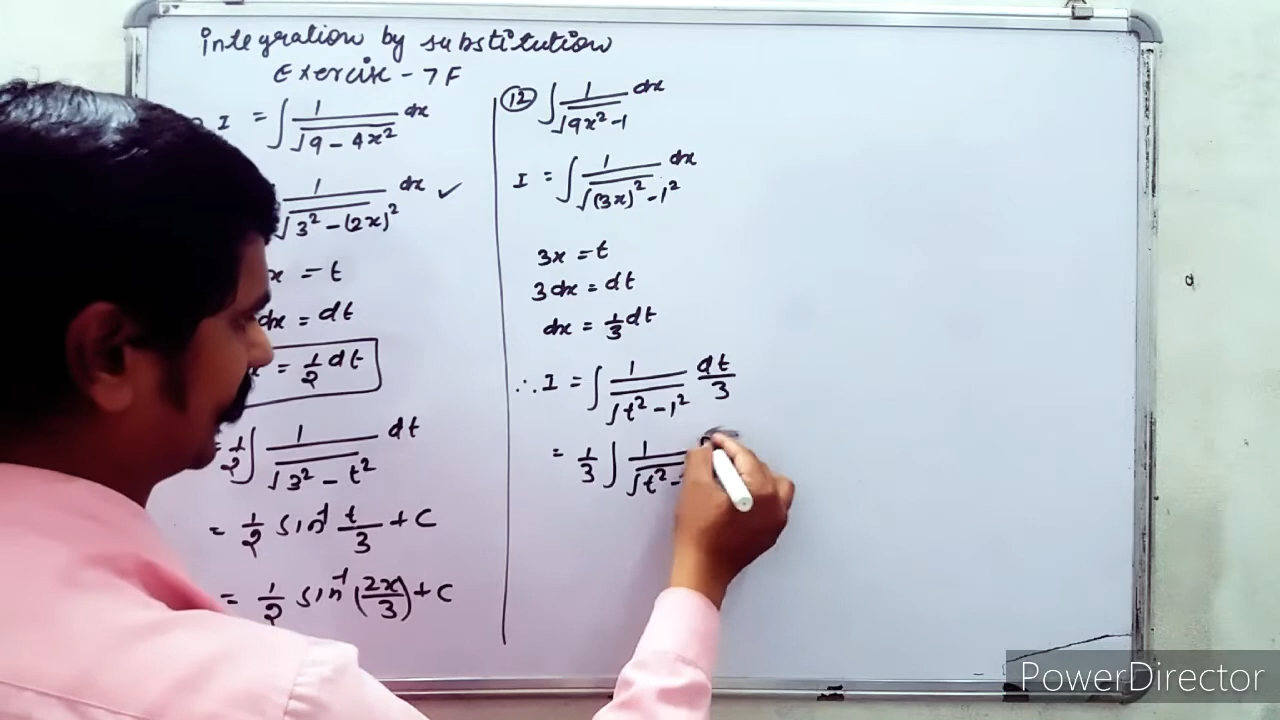 Integration by substitution
Exercise - 7F
I = ∫ 1/√(9 - 4x²) dx
1/√(3² - (2x)²) dx ✓
x = t
dx = dt
= 1/2 dt
= 1/2 ∫ 1/√(3² - t²) dt
= 1/2 sin⁻¹ t/3 + C
= 1/2 sin⁻¹ (2x/3) + C
⑫ ∫ 1/√(9x² - 1) dx
I = ∫ 1/√((3x)² - 1²) dx
3x = t
3dx = dt
dx = 1/3 dt
∴ I = ∫ 1/√(t² - 1²) dt/3
= 1/3 ∫ 1/√(t² -
PowerDirector